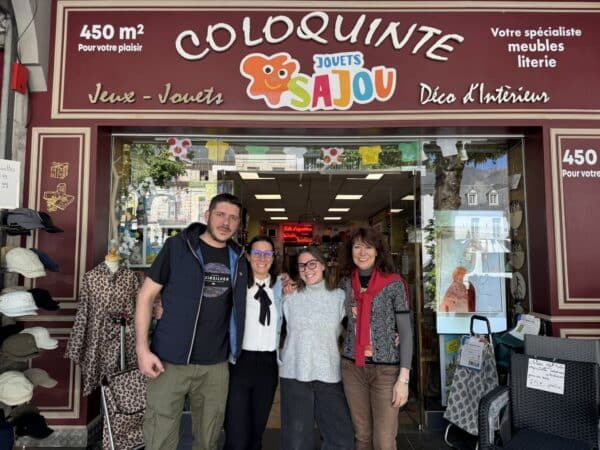 450 m²
Pour votre plaisir
COLOQUINTE
Votre spécialiste
meubles
literie
JOUETS
SAJOU
Jeux - Jouets
Déco d'Intérieur
450
Pour votre
QUIKSILVER